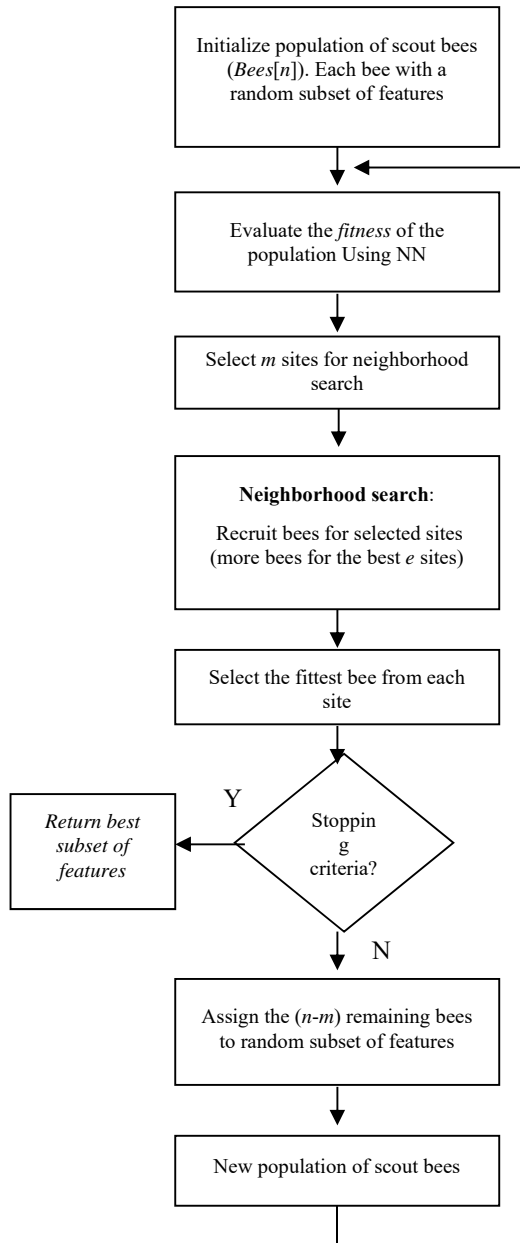 Initialize population of scout bees
(Bees[n]). Each bee with a
random subset of features
Evaluate the fitness of the
population Using NN
Select m sites for neighborhood
search
Neighborhood search:
Recruit bees for selected sites
(more bees for the best e sites)
Select the fittest bee from each
site
Y
Return best
subset of
features
Stoppin
g
criteria?
N
Assign the (n-m) remaining bees
to random subset of features
New population of scout bees